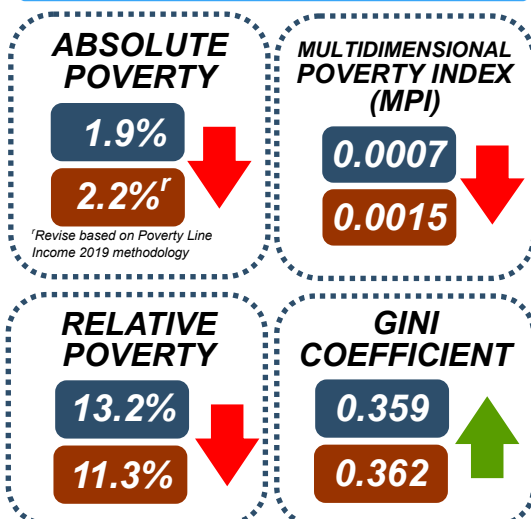 ABSOLUTE
POVERTY
1.9%
2.2%ʳ
ʳRevise based on Poverty Line
Income 2019 methodology
MULTIDIMENSIONAL
POVERTY INDEX
(MPI)
0.0007
0.0015
RELATIVE
POVERTY
13.2%
11.3%
GINI
COEFFICIENT
0.359
0.362